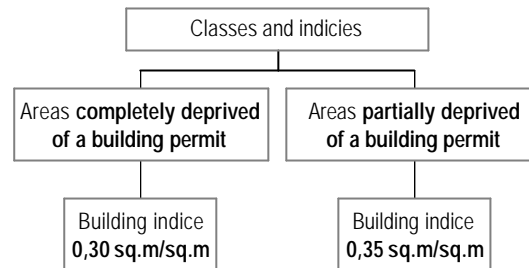 Classes and indicies
Areas completely deprived
of a building permit
Areas partially deprived
of a building permit
Building indice
0,30 sq.m/sq.m
Building indice
0,35 sq.m/sq.m